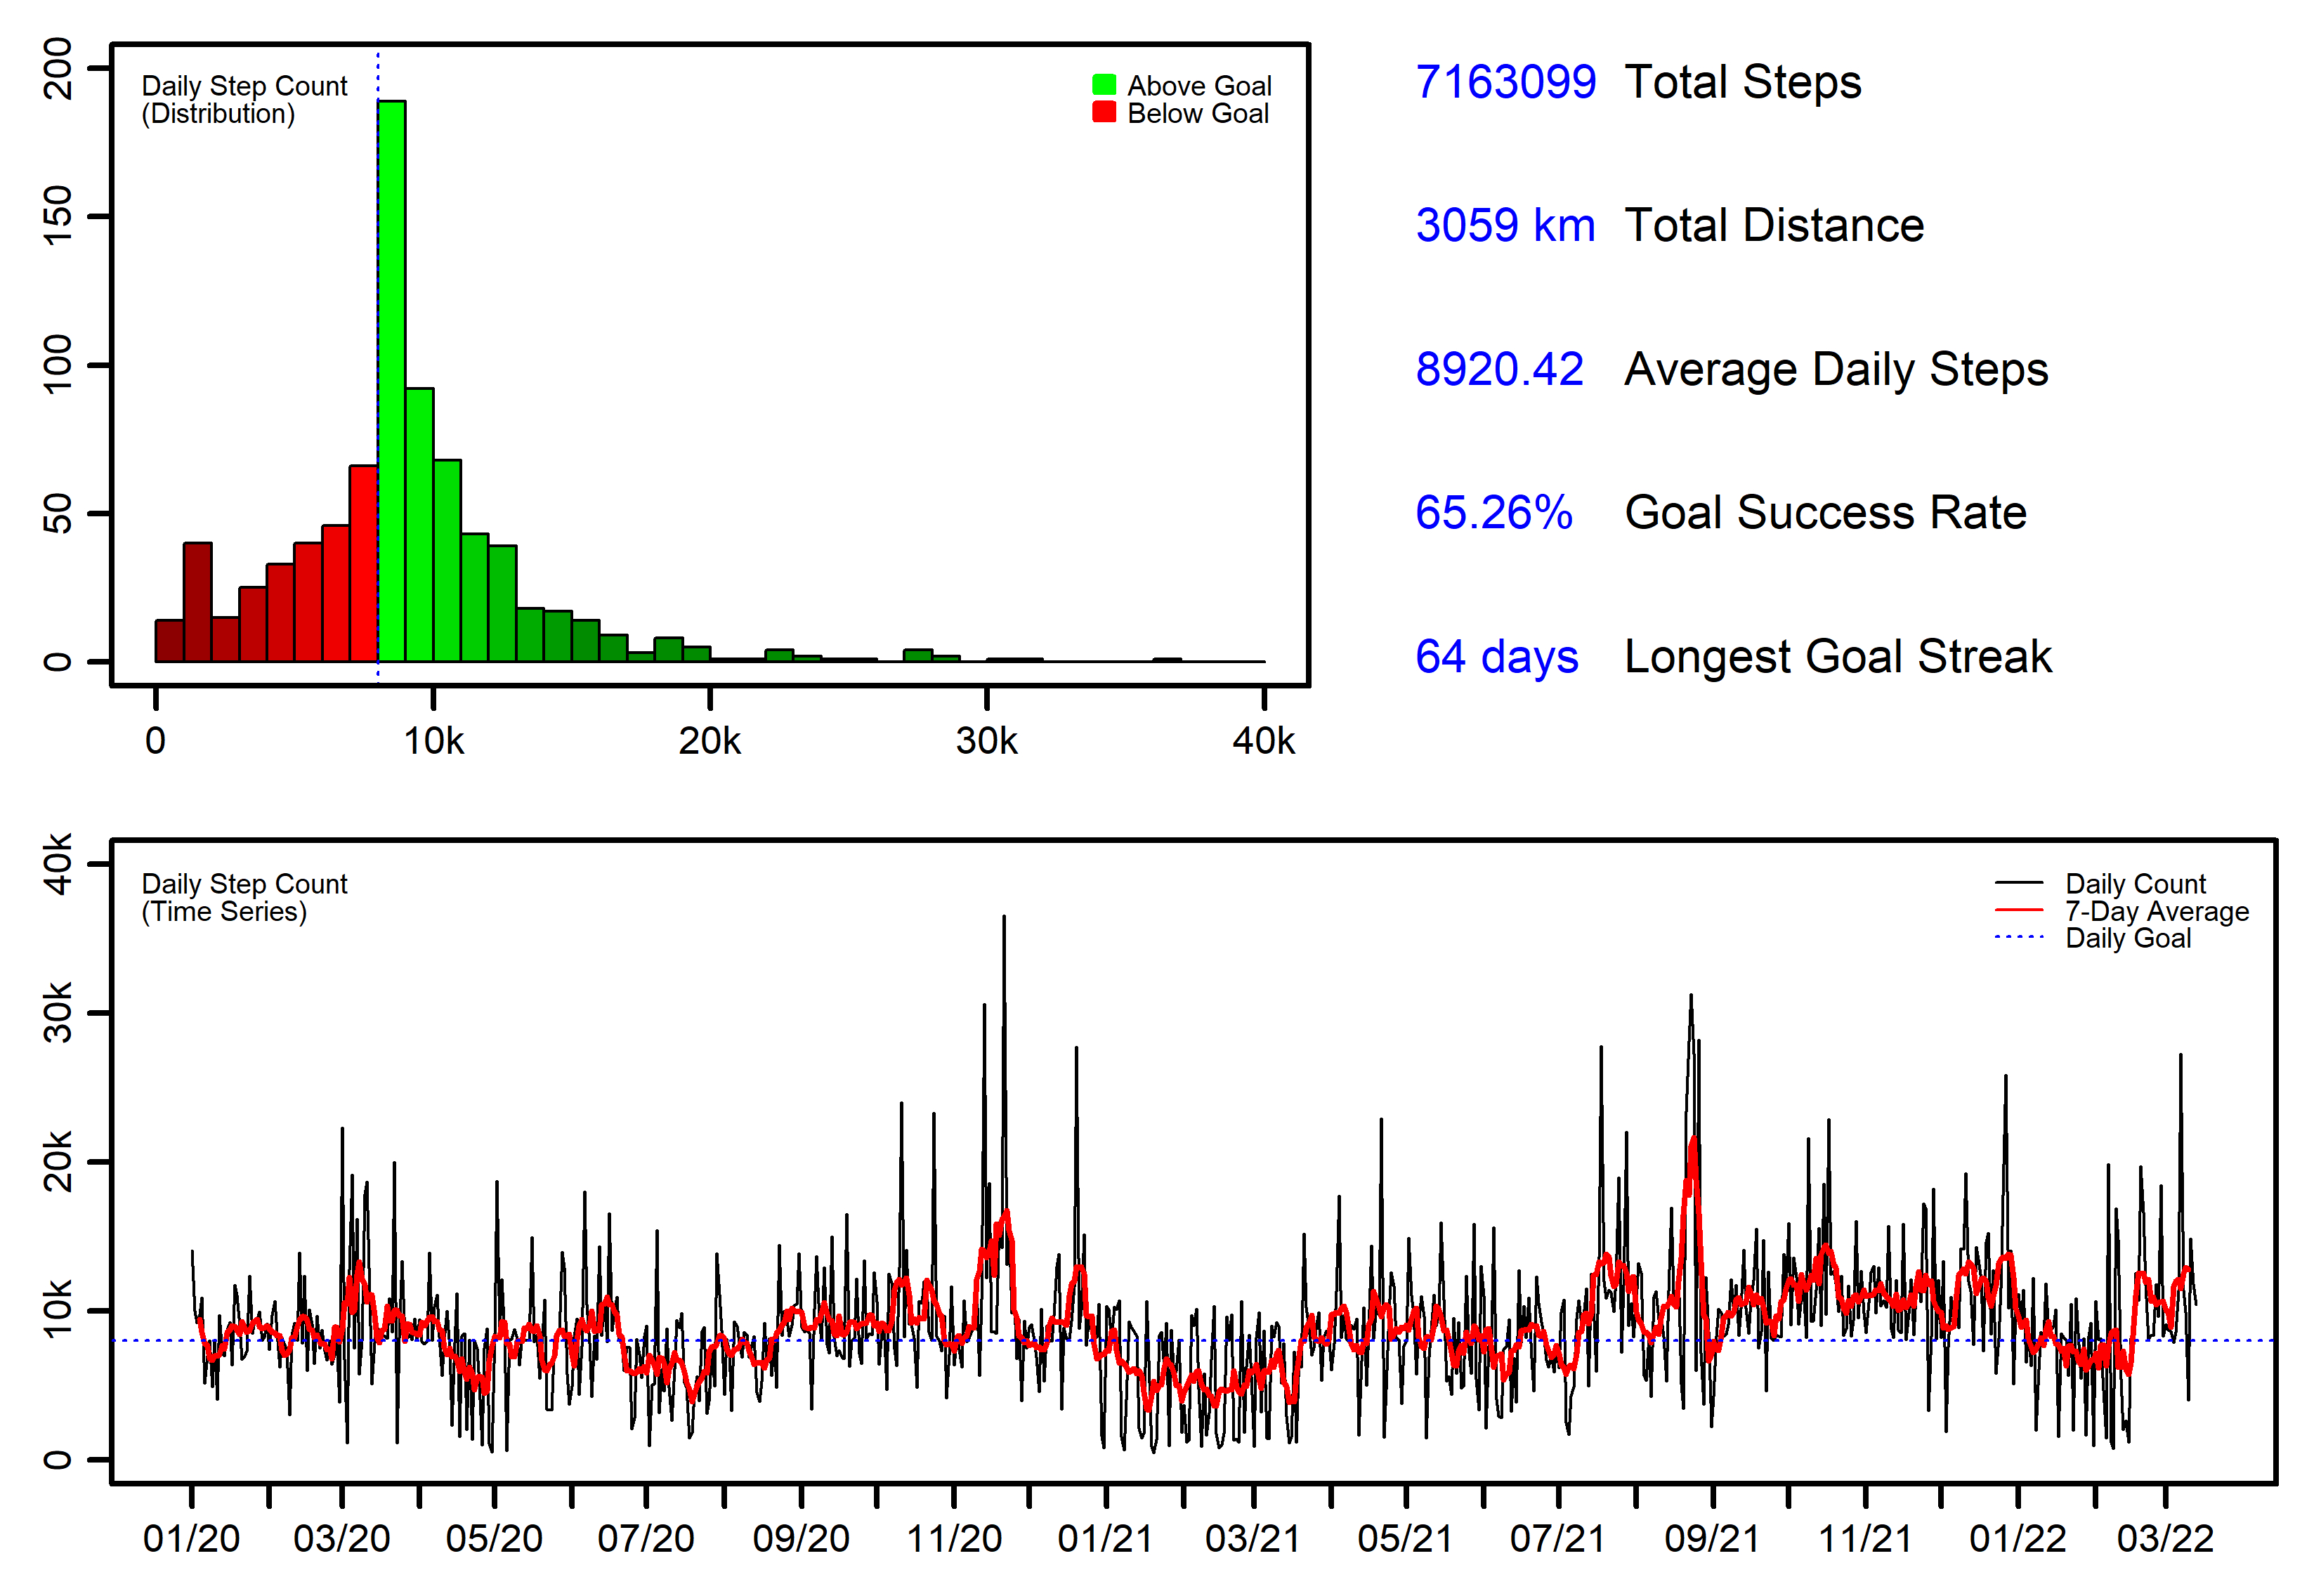 Daily Step Count
(Distribution)
Above Goal
Below Goal
200
150
100
50
0
0 10k 20k 30k 40k
7163099 Total Steps
3059 km Total Distance
8920.42 Average Daily Steps
65.26% Goal Success Rate
64 days Longest Goal Streak
Daily Step Count
(Time Series)
Daily Count
7-Day Average
Daily Goal
40k
30k
20k
10k
0
01/20 03/20 05/20 07/20 09/20 11/20 01/21 03/21 05/21 07/21 09/21 11/21 01/22 03/22